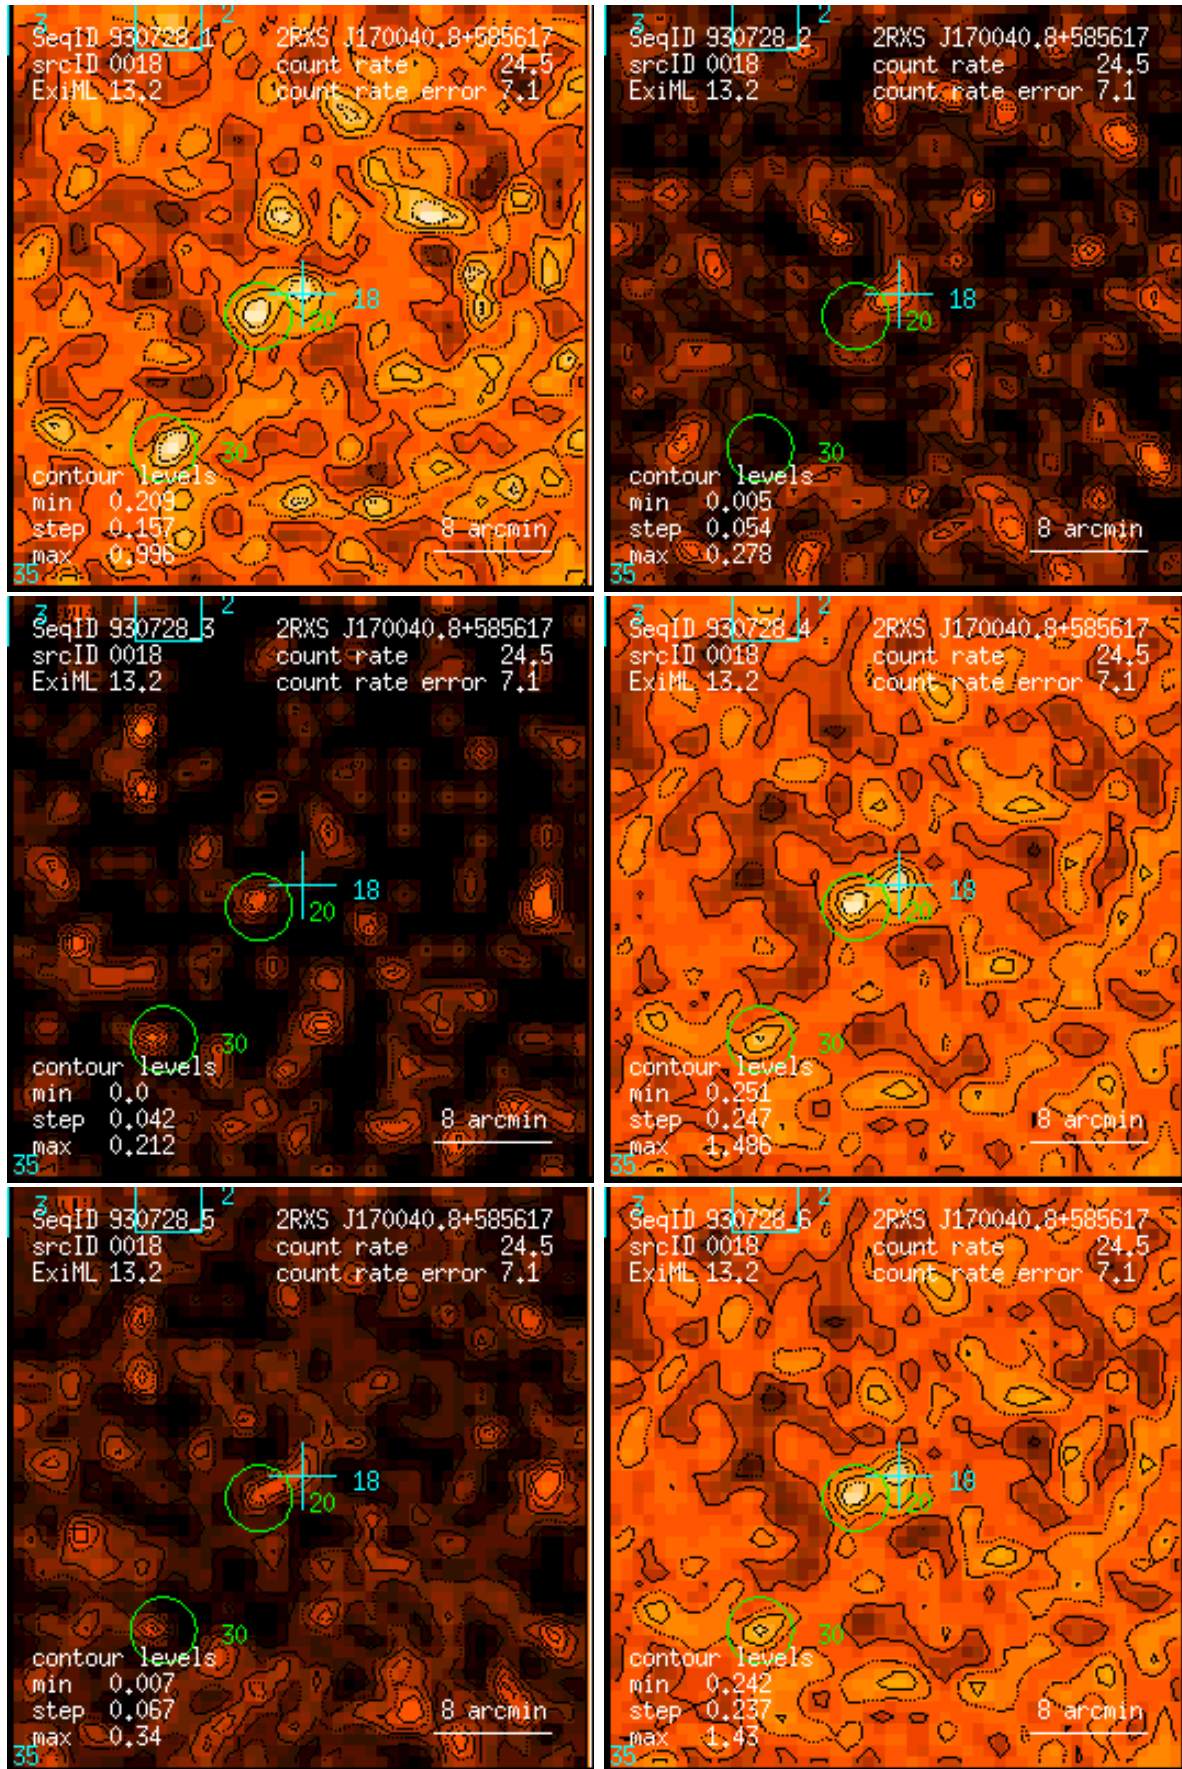 3 2
SeqID 930728_1 2RXS J170040.8+585617
srcID 0018 count rate 24.5
ExiML 13.2 count rate error 7.1
18
20
30
contour levels
min 0.209
step 0.157 8 arcmin
max 0.996
35
3 2
SeqID 930728_2 2RXS J170040.8+585617
srcID 0018 count rate 24.5
ExiML 13.2 count rate error 7.1
18
20
30
contour levels
min 0.005
step 0.054 8 arcmin
max 0.278
35
3 2
SeqID 930728_3 2RXS J170040.8+585617
srcID 0018 count rate 24.5
ExiML 13.2 count rate error 7.1
18
20
30
contour levels
min 0.0
step 0.042 8 arcmin
max 0.212
35
3 2
SeqID 930728_4 2RXS J170040.8+585617
srcID 0018 count rate 24.5
ExiML 13.2 count rate error 7.1
18
20
30
contour levels
min 0.251
step 0.247 8 arcmin
max 1.486
35
3 2
SeqID 930728_5 2RXS J170040.8+585617
srcID 0018 count rate 24.5
ExiML 13.2 count rate error 7.1
18
20
30
contour levels
min 0.007
step 0.067 8 arcmin
max 0.34
35
3 2
SeqID 930728_6 2RXS J170040.8+585617
srcID 0018 count rate 24.5
ExiML 13.2 count rate error 7.1
18
20
30
contour levels
min 0.242
step 0.237 8 arcmin
max 1.43
35